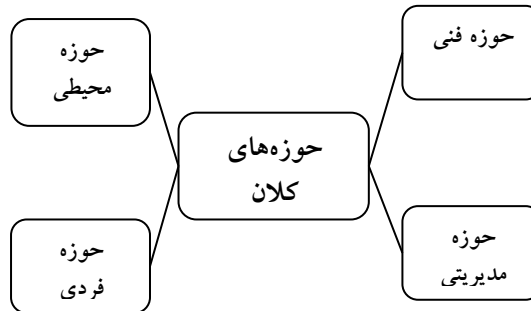 حوزه فنی
حوزه
محیطی
حوزه‌های
کلان
حوزه
مدیریتی
حوزه
فردی